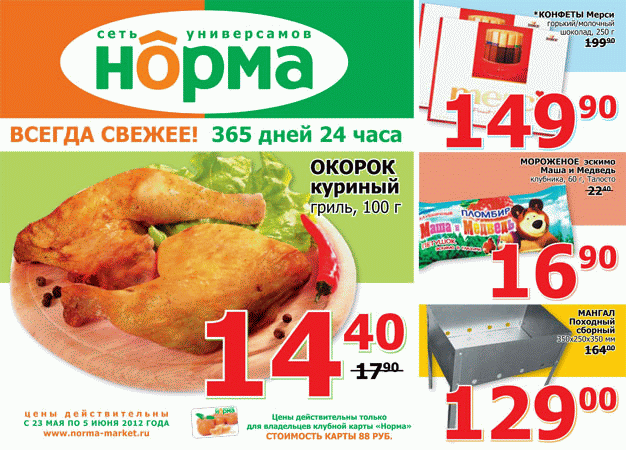 сеть универсамов
НОРМА
ВСЕГДА СВЕЖЕЕ! 365 дней 24 часа
ОКОРОК
куриный
гриль, 100 г
14 40
17 90
цены действительны
С 23 МАЯ ПО 5 ИЮНЯ 2012 ГОДА
www.norma-market.ru
НОРМА
Цены действительны только
для владельцев клубной карты «Норма»
СТОИМОСТЬ КАРТЫ 88 РУБ.
*КОНФЕТЫ Мерси
горький/молочный
шоколад, 250 г
199 90
merci
149 90
МОРОЖЕНОЕ эскимо
Маша и Медведь
клубника, 60 г, Талосто
22 40
ПЛОМБИР
Маша и Медведь
16 90
МАНГАЛ
Походный
сборный
350х250х350 мм
164 00
129 00